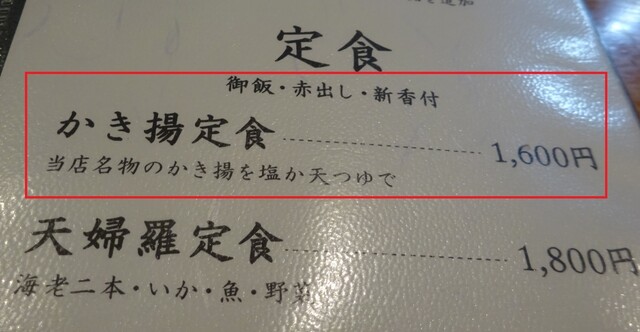 定食
御飯・赤出し・新香付
かき揚定食 1,600円
当店名物のかき揚を塩か天つゆで
天婦羅定食 1,800円
海老二本・いか・魚・野菜